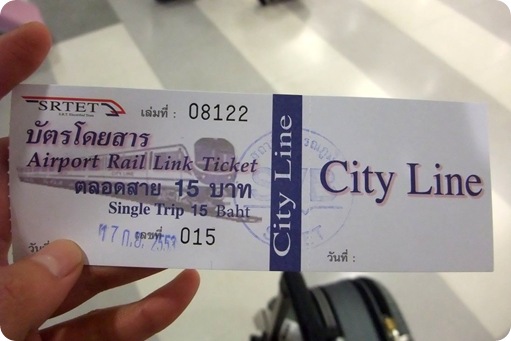 SRTET
เล่มที่ : 08122
บัตรโดยสาร
Airport Rail Link Ticket
ตลอดสาย 15 บาท
Single Trip 15 Baht
เลขที่ 015
City Line
City Line
วันที่ :